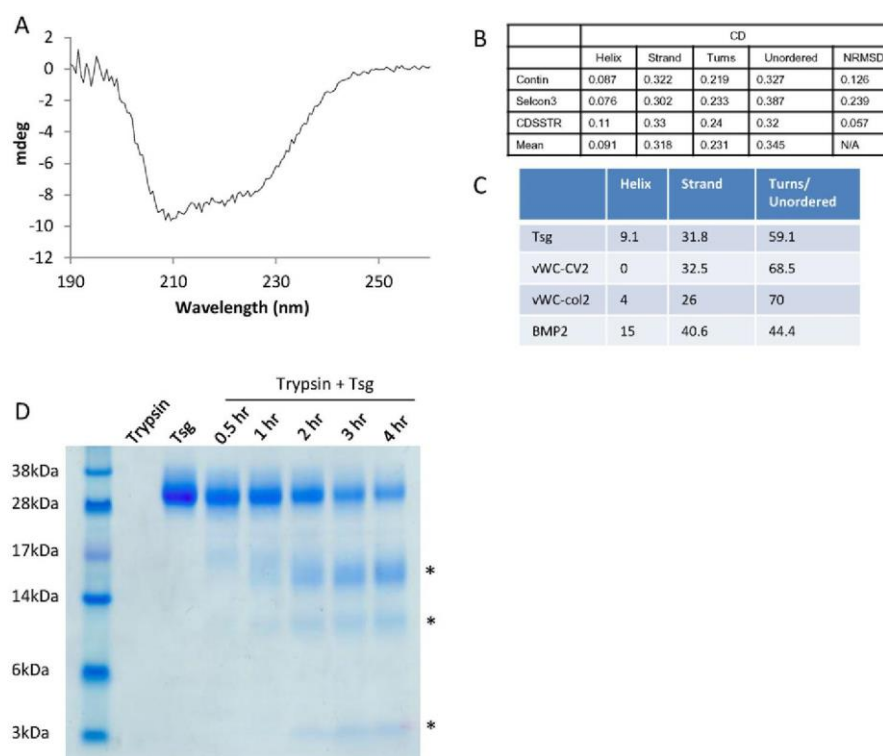 A
2
0
-2
-4
-6
-8
-10
-12
mdeg
190 210 230 250
Wavelength (nm)
B
CD
Helix Strand Turns Unordered NRMSD
Contin 0.087 0.322 0.219 0.327 0.126
Selcon3 0.076 0.302 0.233 0.387 0.239
CDSSTR 0.11 0.33 0.24 0.32 0.057
Mean 0.091 0.318 0.231 0.345 N/A
C
Helix Strand Turns/
Unordered
Tsg 9.1 31.8 59.1
vWC-CV2 0 32.5 68.5
vWC-col2 4 26 70
BMP2 15 40.6 44.4
D
Trypsin + Tsg
Trypsin Tsg 0.5 hr 1 hr 2 hr 3 hr 4 hr
38kDa
28kDa
17kDa
*
14kDa
*
6kDa
3kDa *